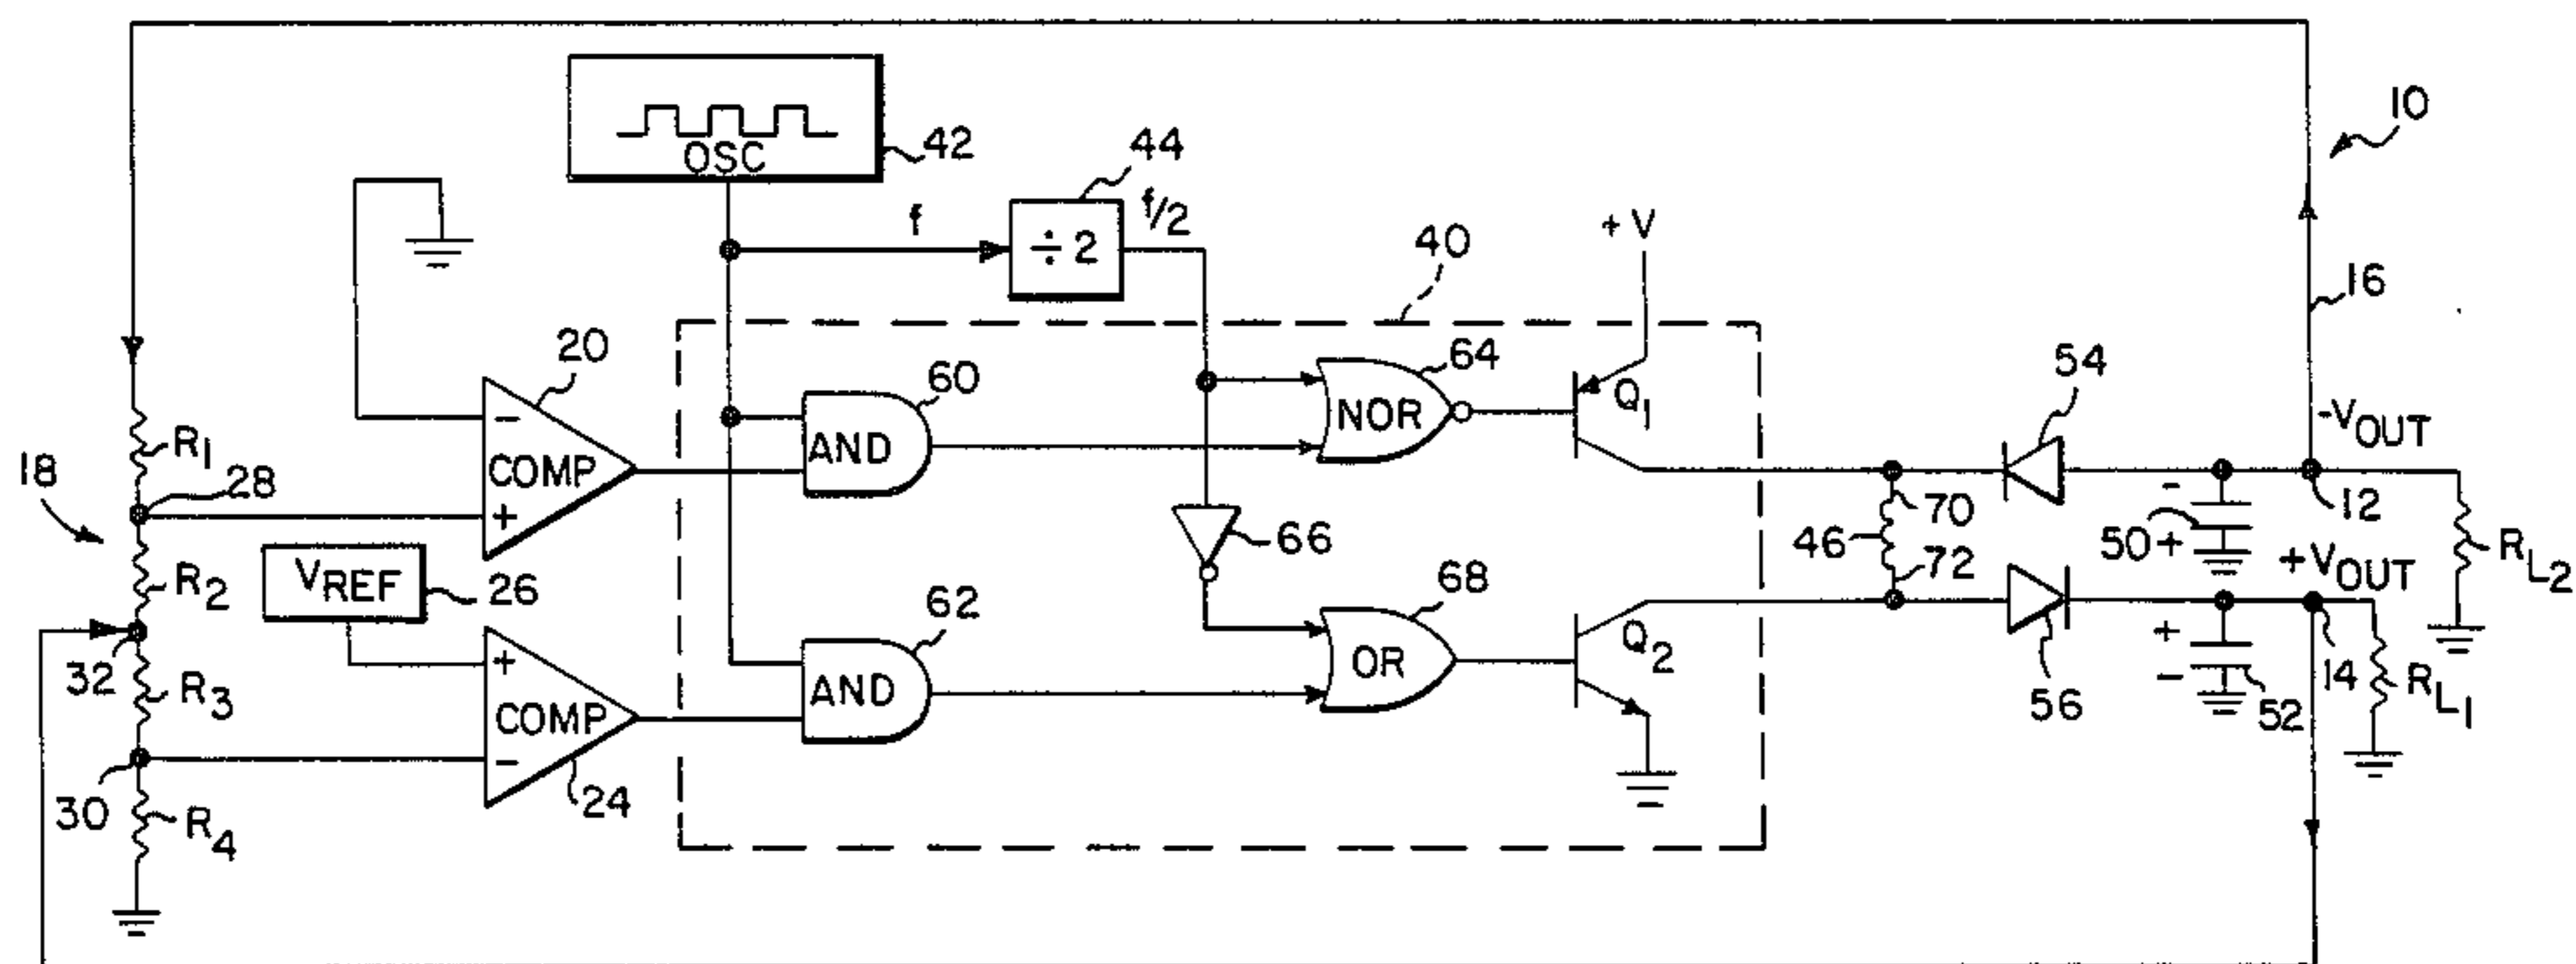 10
OSC
42
44
f
f/2
÷ 2
+ V
40
16
20
60
64
54
-VOUT
R1
AND
NOR
Q1
18
28
COMP
- +
12
70
46
50 +
-
RL2
R2
VREF
26
66
72
+VOUT
32
62
68
R3
+ -
COMP
AND
OR
Q2
56
+ -
52
14
RL1
30
24
R4